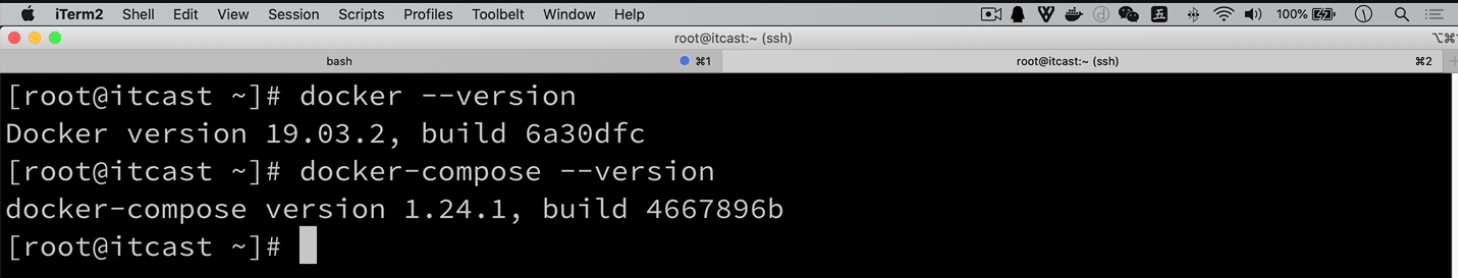 iTerm2 Shell Edit View Session Scripts Profiles Toolbelt Window Help 五 100%
root@itcast:~ (ssh)
bash ⌘1 root@itcast:~ (ssh) ⌘2
[root@itcast ~]# docker --version
Docker version 19.03.2, build 6a30dfc
[root@itcast ~]# docker-compose --version
docker-compose version 1.24.1, build 4667896b
[root@itcast ~]#